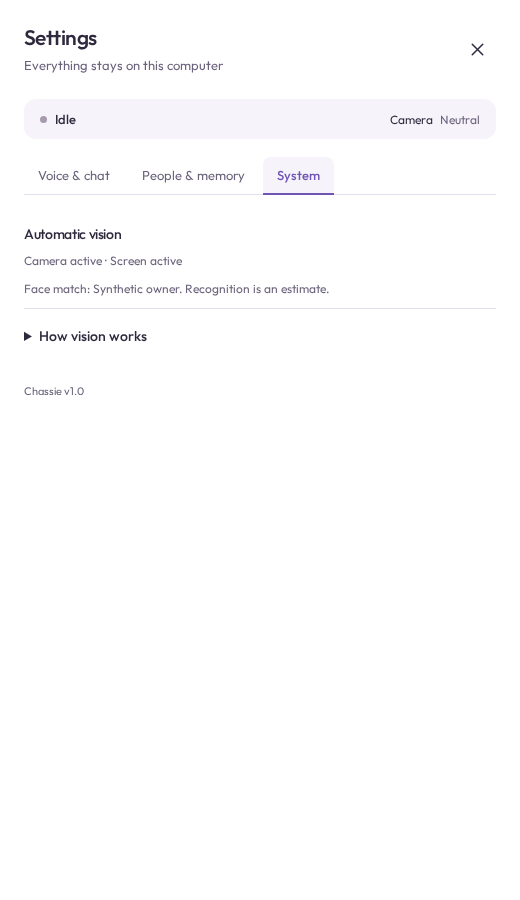 Settings
Everything stays on this computer
Idle
Camera Neutral
Voice & chat
People & memory
System
Automatic vision
Camera active · Screen active
Face match: Synthetic owner. Recognition is an estimate.
How vision works
Chassie v1.0